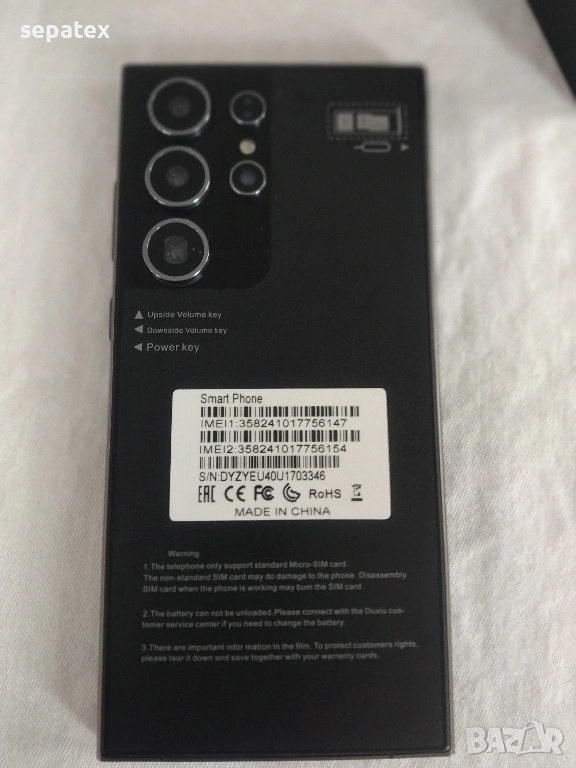 sepatex
Upside Volume key
Downside Volume key
Power key
Smart Phone
IMEI1:358241017756147
IMEI2:358241017756154
S/N:DYZYEU40U1703346
EAC CE FC RoHS
MADE IN CHINA
Warning
1.The telephone only support standard Micro-SIM card.
The non-standard SIM card may do damage to the phone. Disassembly
SIM card when the phone is working may bum the SIM card
2.The battery can not be unloaded.Please connect with the Duxiu cus-
tomer service center if you need to change the battery.
3.There are important infor mation in the film. To protect customers rights,
please tear it down and save together with your warrenty cards.
BAZAR